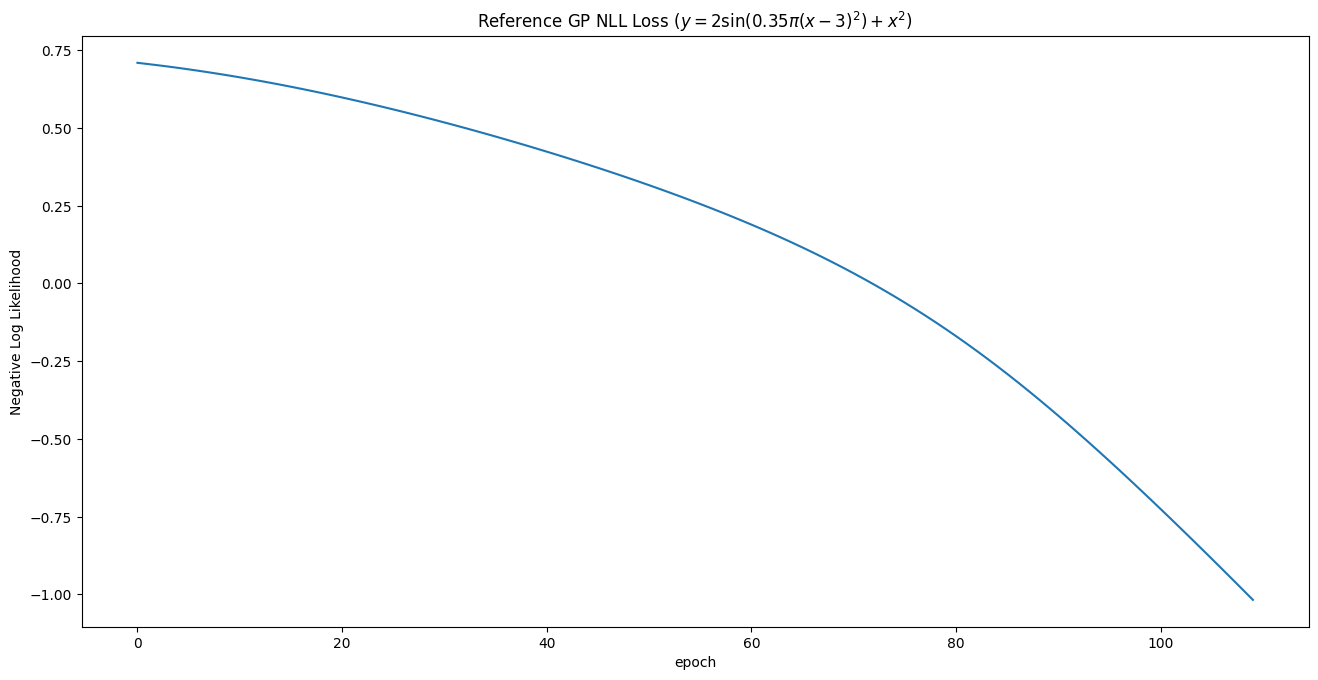 Reference GP NLL Loss (y = 2sin(0.35π(x − 3)²) + x²)
0.75
0.50
0.25
0.00
−0.25
−0.50
−0.75
−1.00
Negative Log Likelihood
0 20 40 60 80 100
epoch